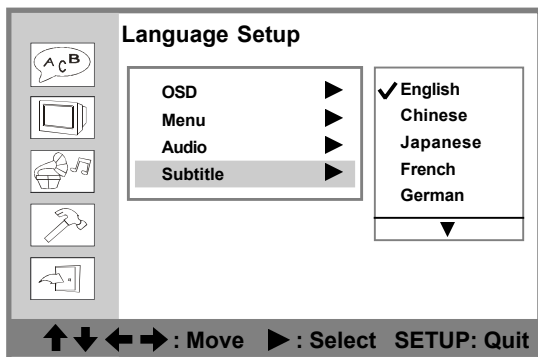 Language Setup
A C B
OSD ▶
Menu ▶
Audio ▶
Subtitle ▶
✓ English
Chinese
Japanese
French
German
▼
↑ ↓ ← → : Move ▶ : Select SETUP: Quit